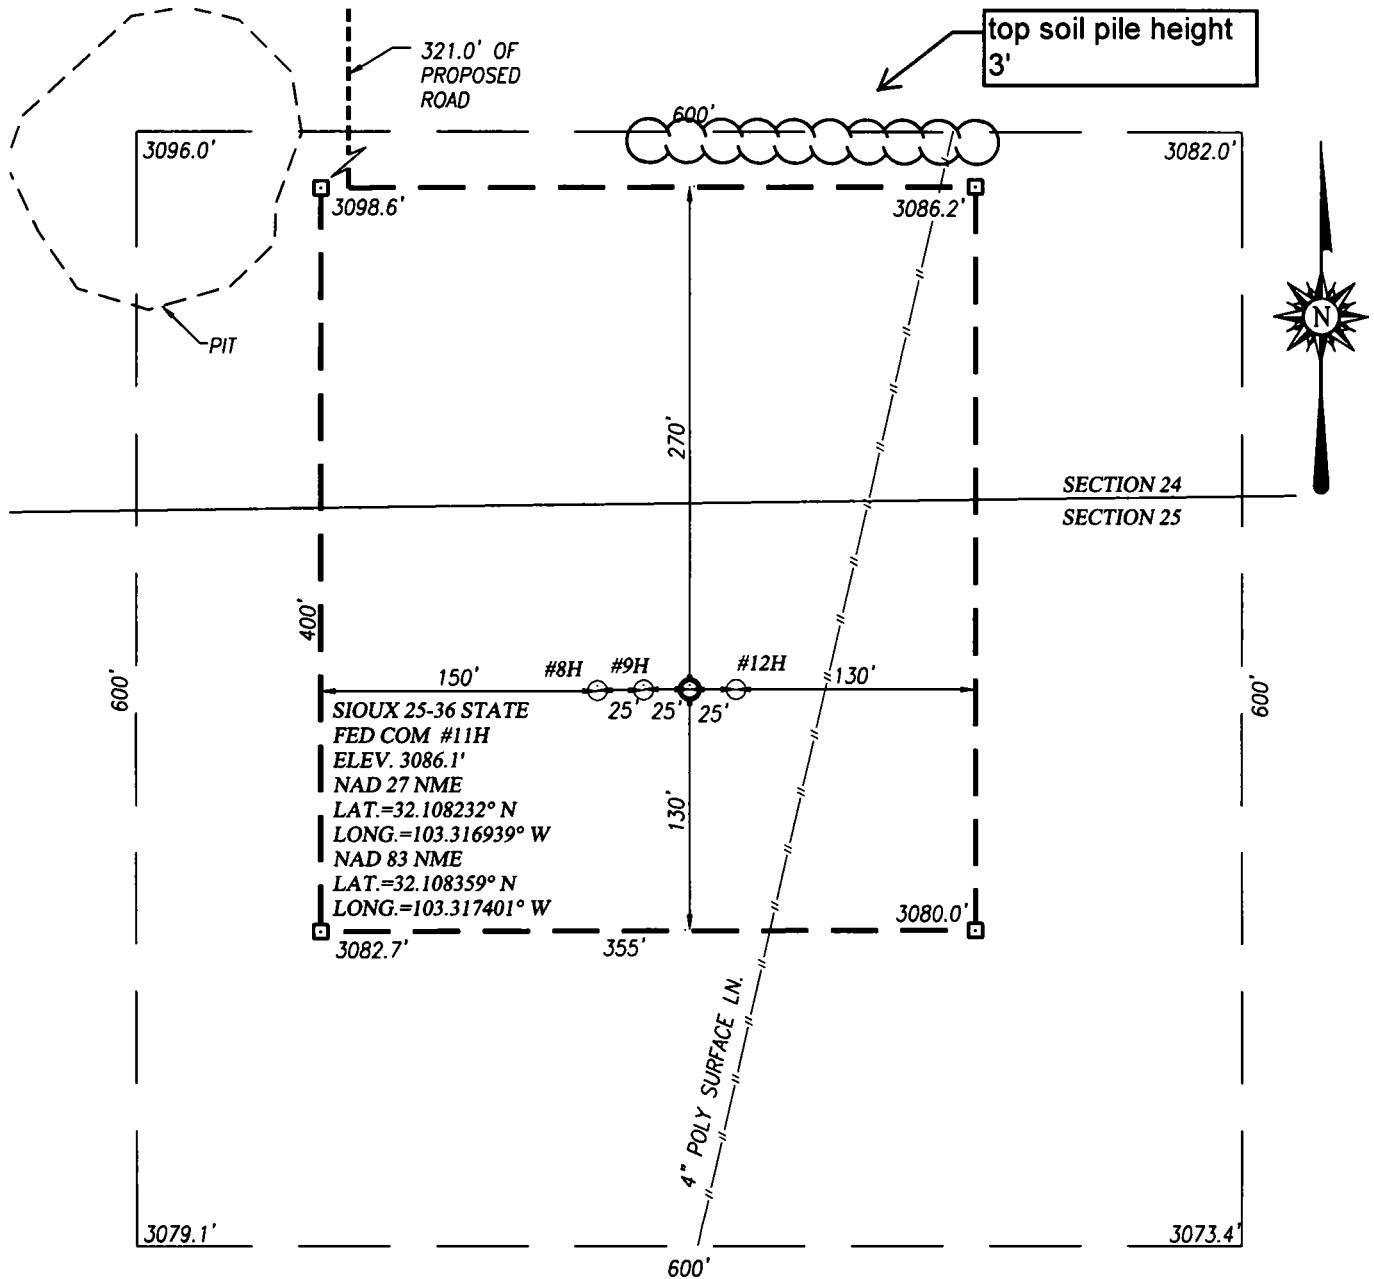 top soil pile height
3'
321.0' OF
PROPOSED
ROAD
600'
3096.0'
3082.0'
3098.6'
3086.2'
N
PIT
270'
SECTION 24
SECTION 25
400'
600'
600'
#8H
#9H
#12H
150'
130'
25'
25'
25'
SIOUX 25-36 STATE
FED COM #11H
ELEV. 3086.1'
NAD 27 NME
LAT.=32.108232° N
LONG.=103.316939° W
NAD 83 NME
LAT.=32.108359° N
LONG.=103.317401° W
130'
3080.0'
3082.7'
355'
4" POLY SURFACE LN.
3079.1'
3073.4'
600'